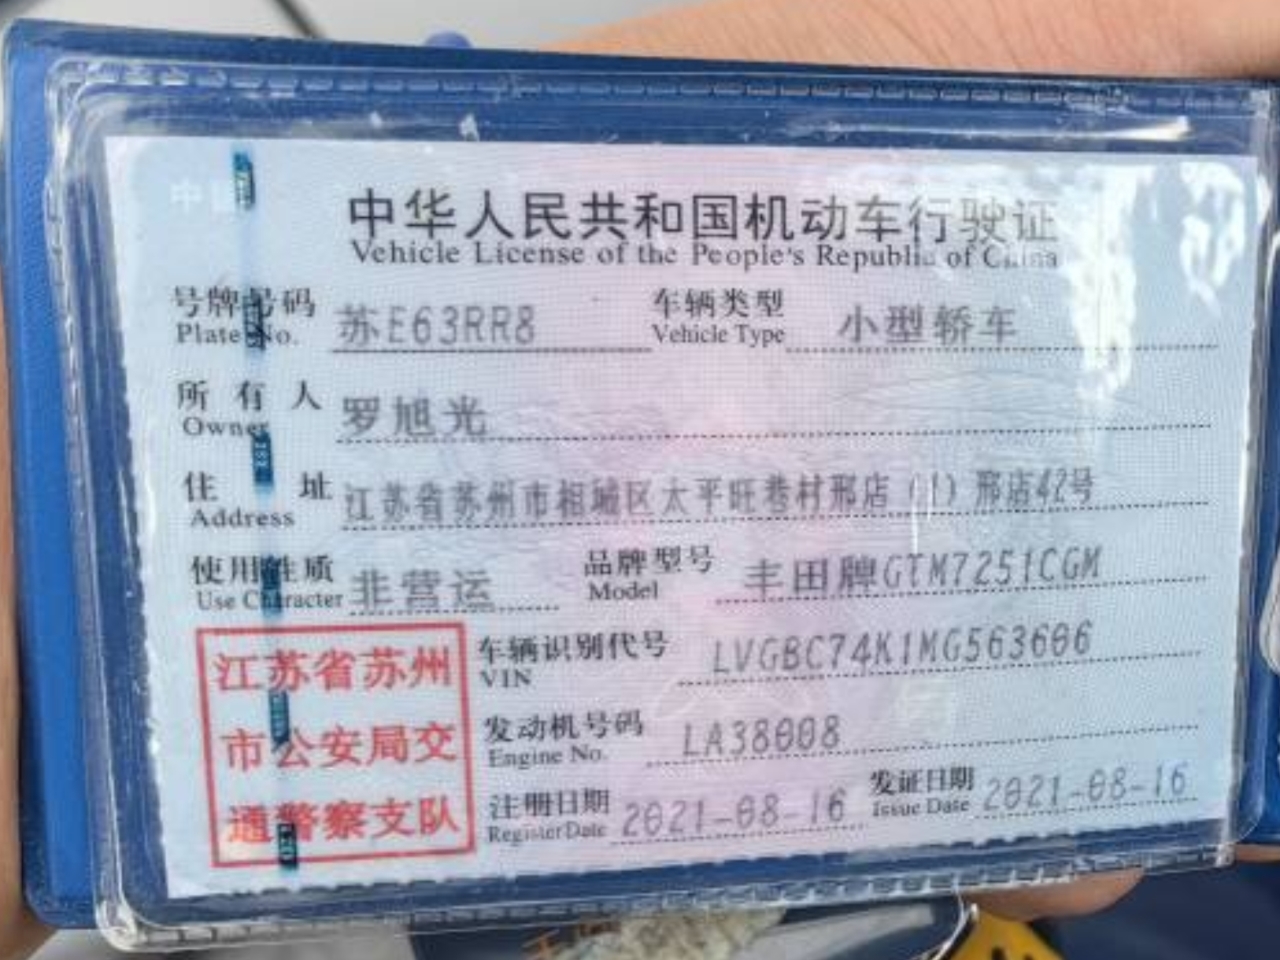 中华人民共和国机动车行驶证
Vehicle License of the People's Republic of China
号牌号码 苏E63RR8 车辆类型 小型轿车
Plate No. Vehicle Type
所有人 罗旭光
Owner
住址 江苏省苏州市相城区太平旺巷村邢店(1)邢店42号
Address
使用性质 非营运 品牌型号 丰田牌GTM7251CGM
Use Character Model
江苏省苏州
市公安局交
通警察支队
车辆识别代号 LVGBC74K1MG563606
VIN
发动机号码 LA38008
Engine No.
注册日期 2021-08-16 发证日期 2021-08-16
Register Date Issue Date